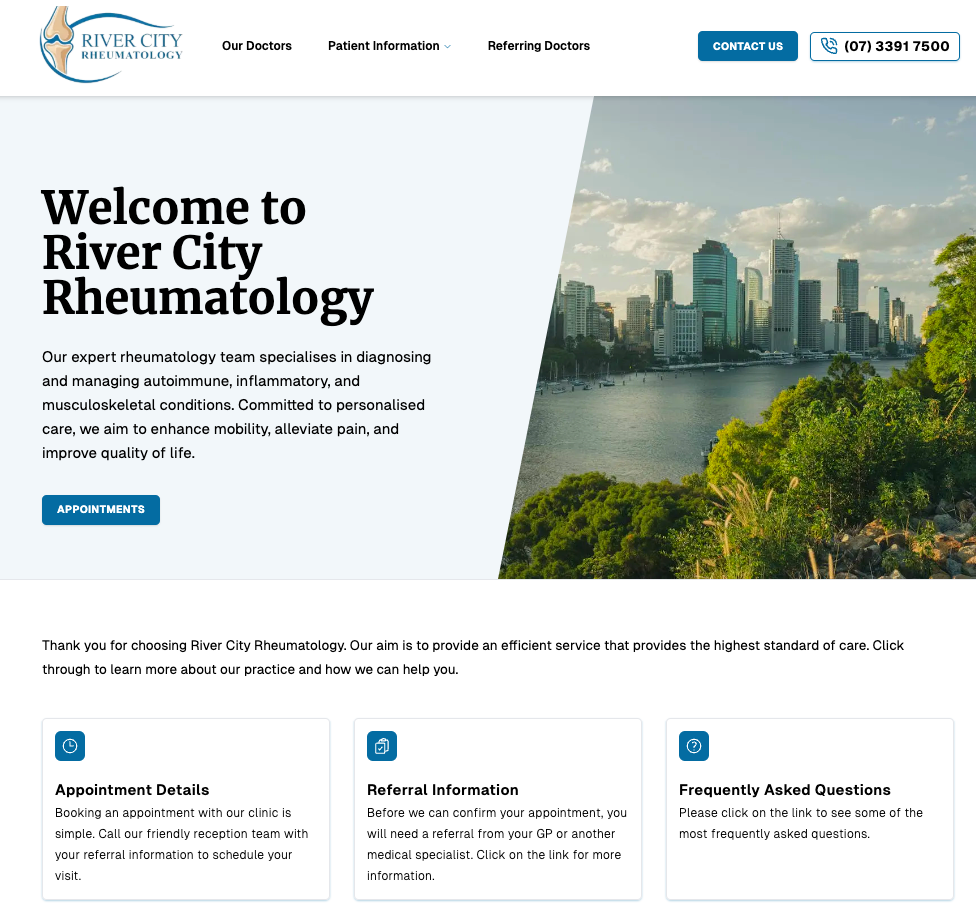 RIVER CITY
RHEUMATOLOGY
Our Doctors
Patient Information
Referring Doctors
CONTACT US
(07) 3391 7500
Welcome to
River City
Rheumatology
Our expert rheumatology team specialises in diagnosing
and managing autoimmune, inflammatory, and
musculoskeletal conditions. Committed to personalised
care, we aim to enhance mobility, alleviate pain, and
improve quality of life.
APPOINTMENTS
Thank you for choosing River City Rheumatology. Our aim is to provide an efficient service that provides the highest standard of care. Click
through to learn more about our practice and how we can help you.
Appointment Details
Booking an appointment with our clinic is
simple. Call our friendly reception team with
your referral information to schedule your
visit.
Referral Information
Before we can confirm your appointment, you
will need a referral from your GP or another
medical specialist. Click on the link for more
information.
Frequently Asked Questions
Please click on the link to see some of the
most frequently asked questions.